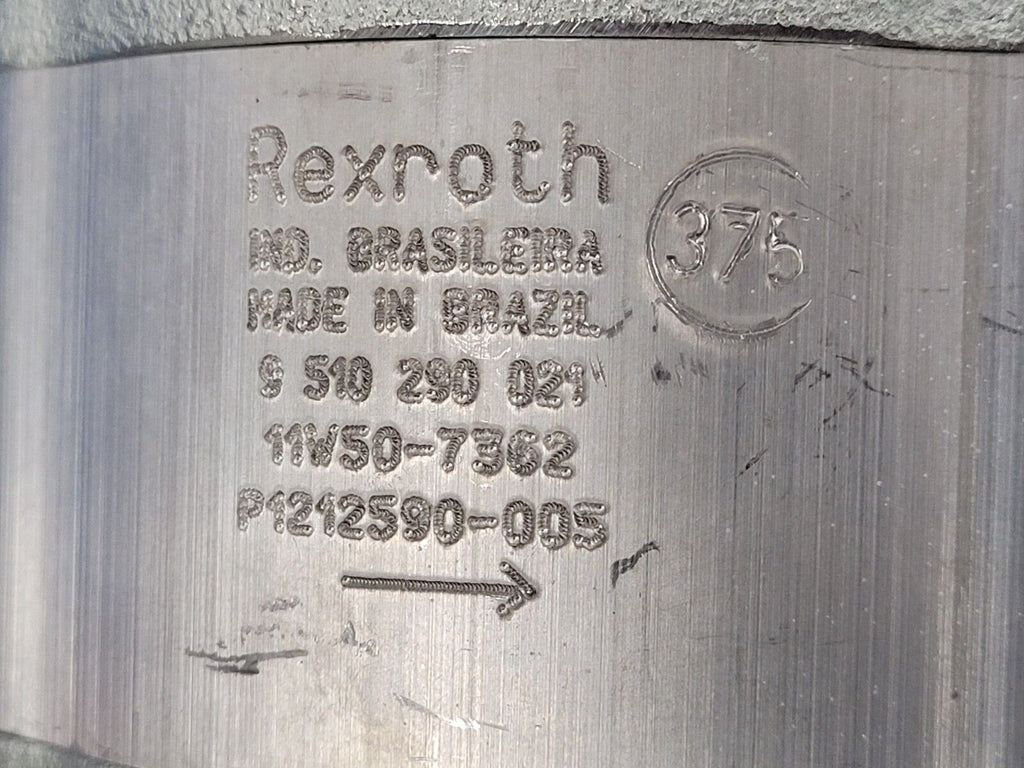 Rexroth
IND. BRASILEIRA
MADE IN BRAZIL
9 510 290 021
11W50-7362
P1212590-005
375